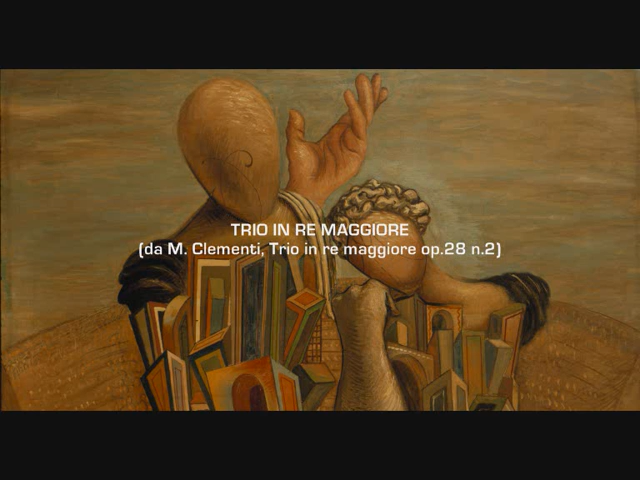 TRIO IN RE MAGGIORE
(da M. Clementi, Trio in re maggiore op.28 n.2)